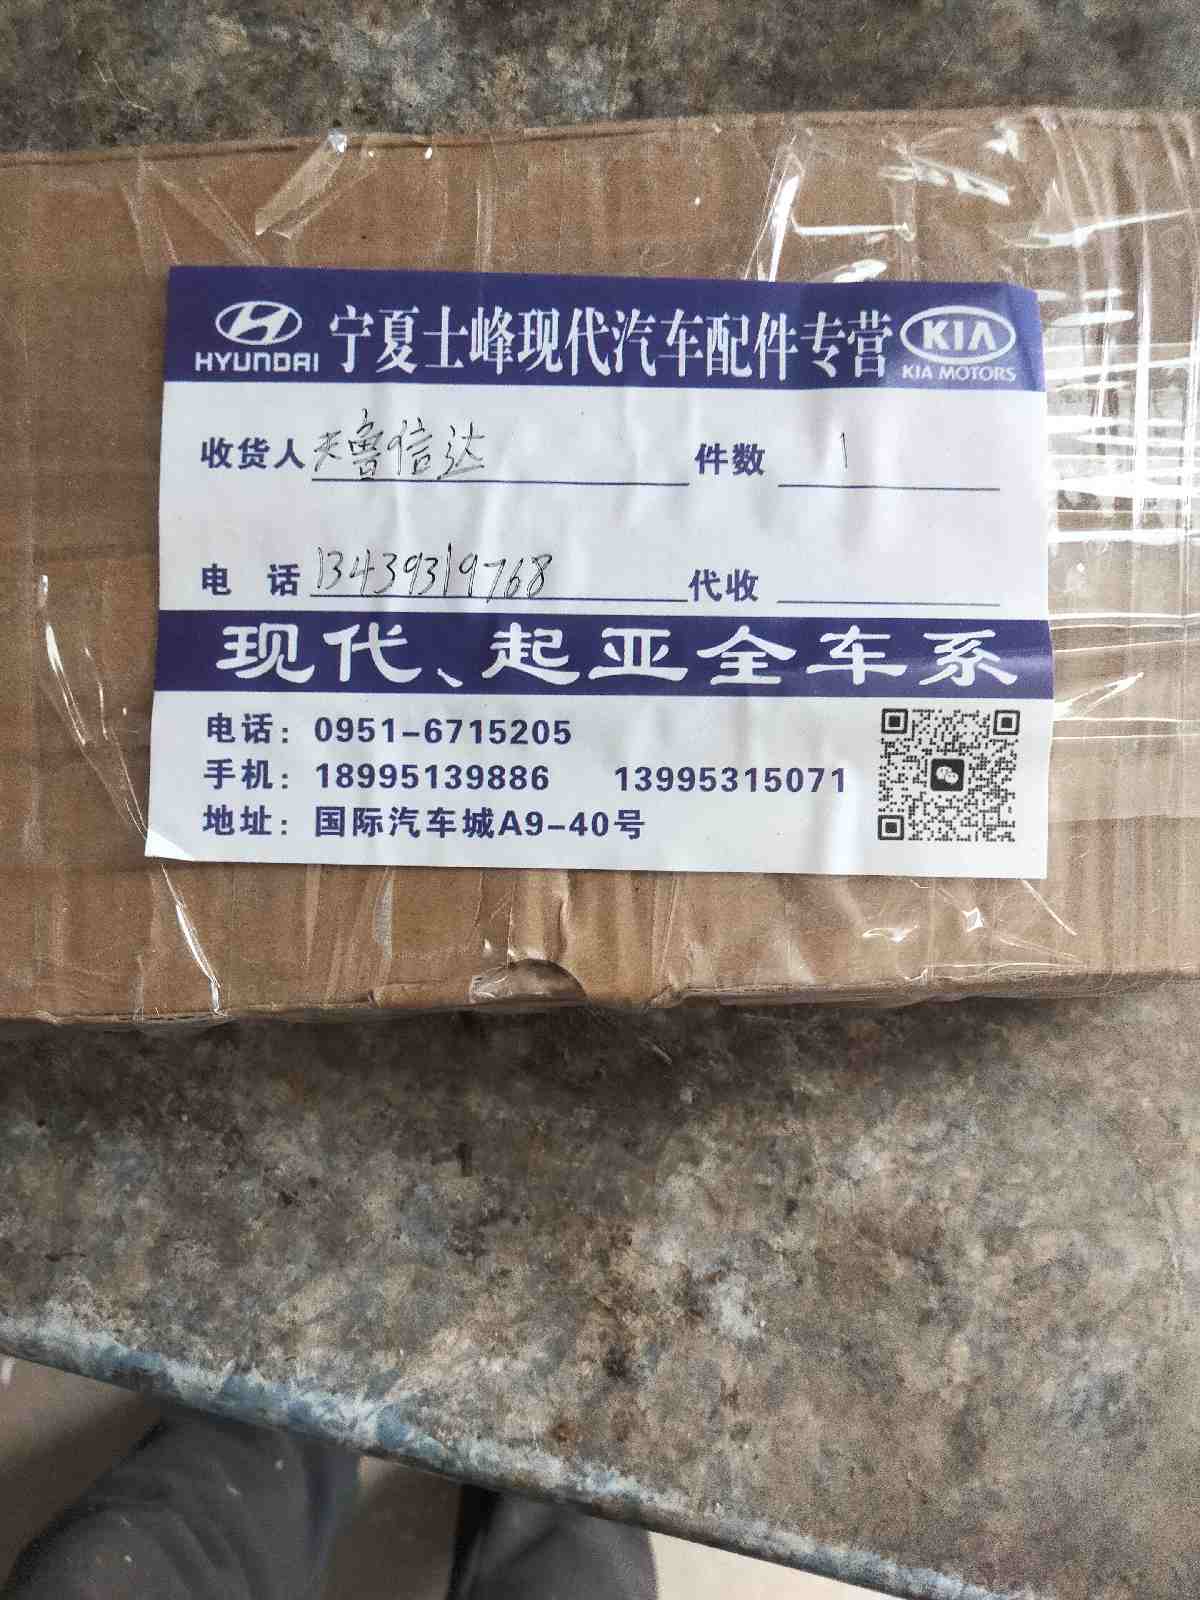 HYUNDAI 宁夏士峰现代汽车配件专营 KIA
KIA MOTORS
收货人 天鲁信达 件数 1
电 话 13439319768 代收
现代、起亚全车系
电话：0951-6715205
手机：18995139886 13995315071
地址：国际汽车城A9-40号